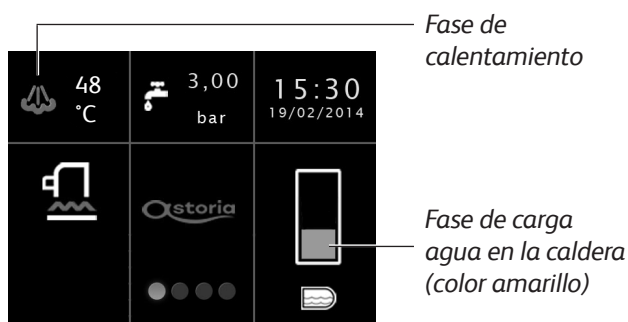 Fase de
calentamiento
48
°C
3,00
bar
15:30
19/02/2014
astoria
Fase de carga
agua en la caldera
(color amarillo)